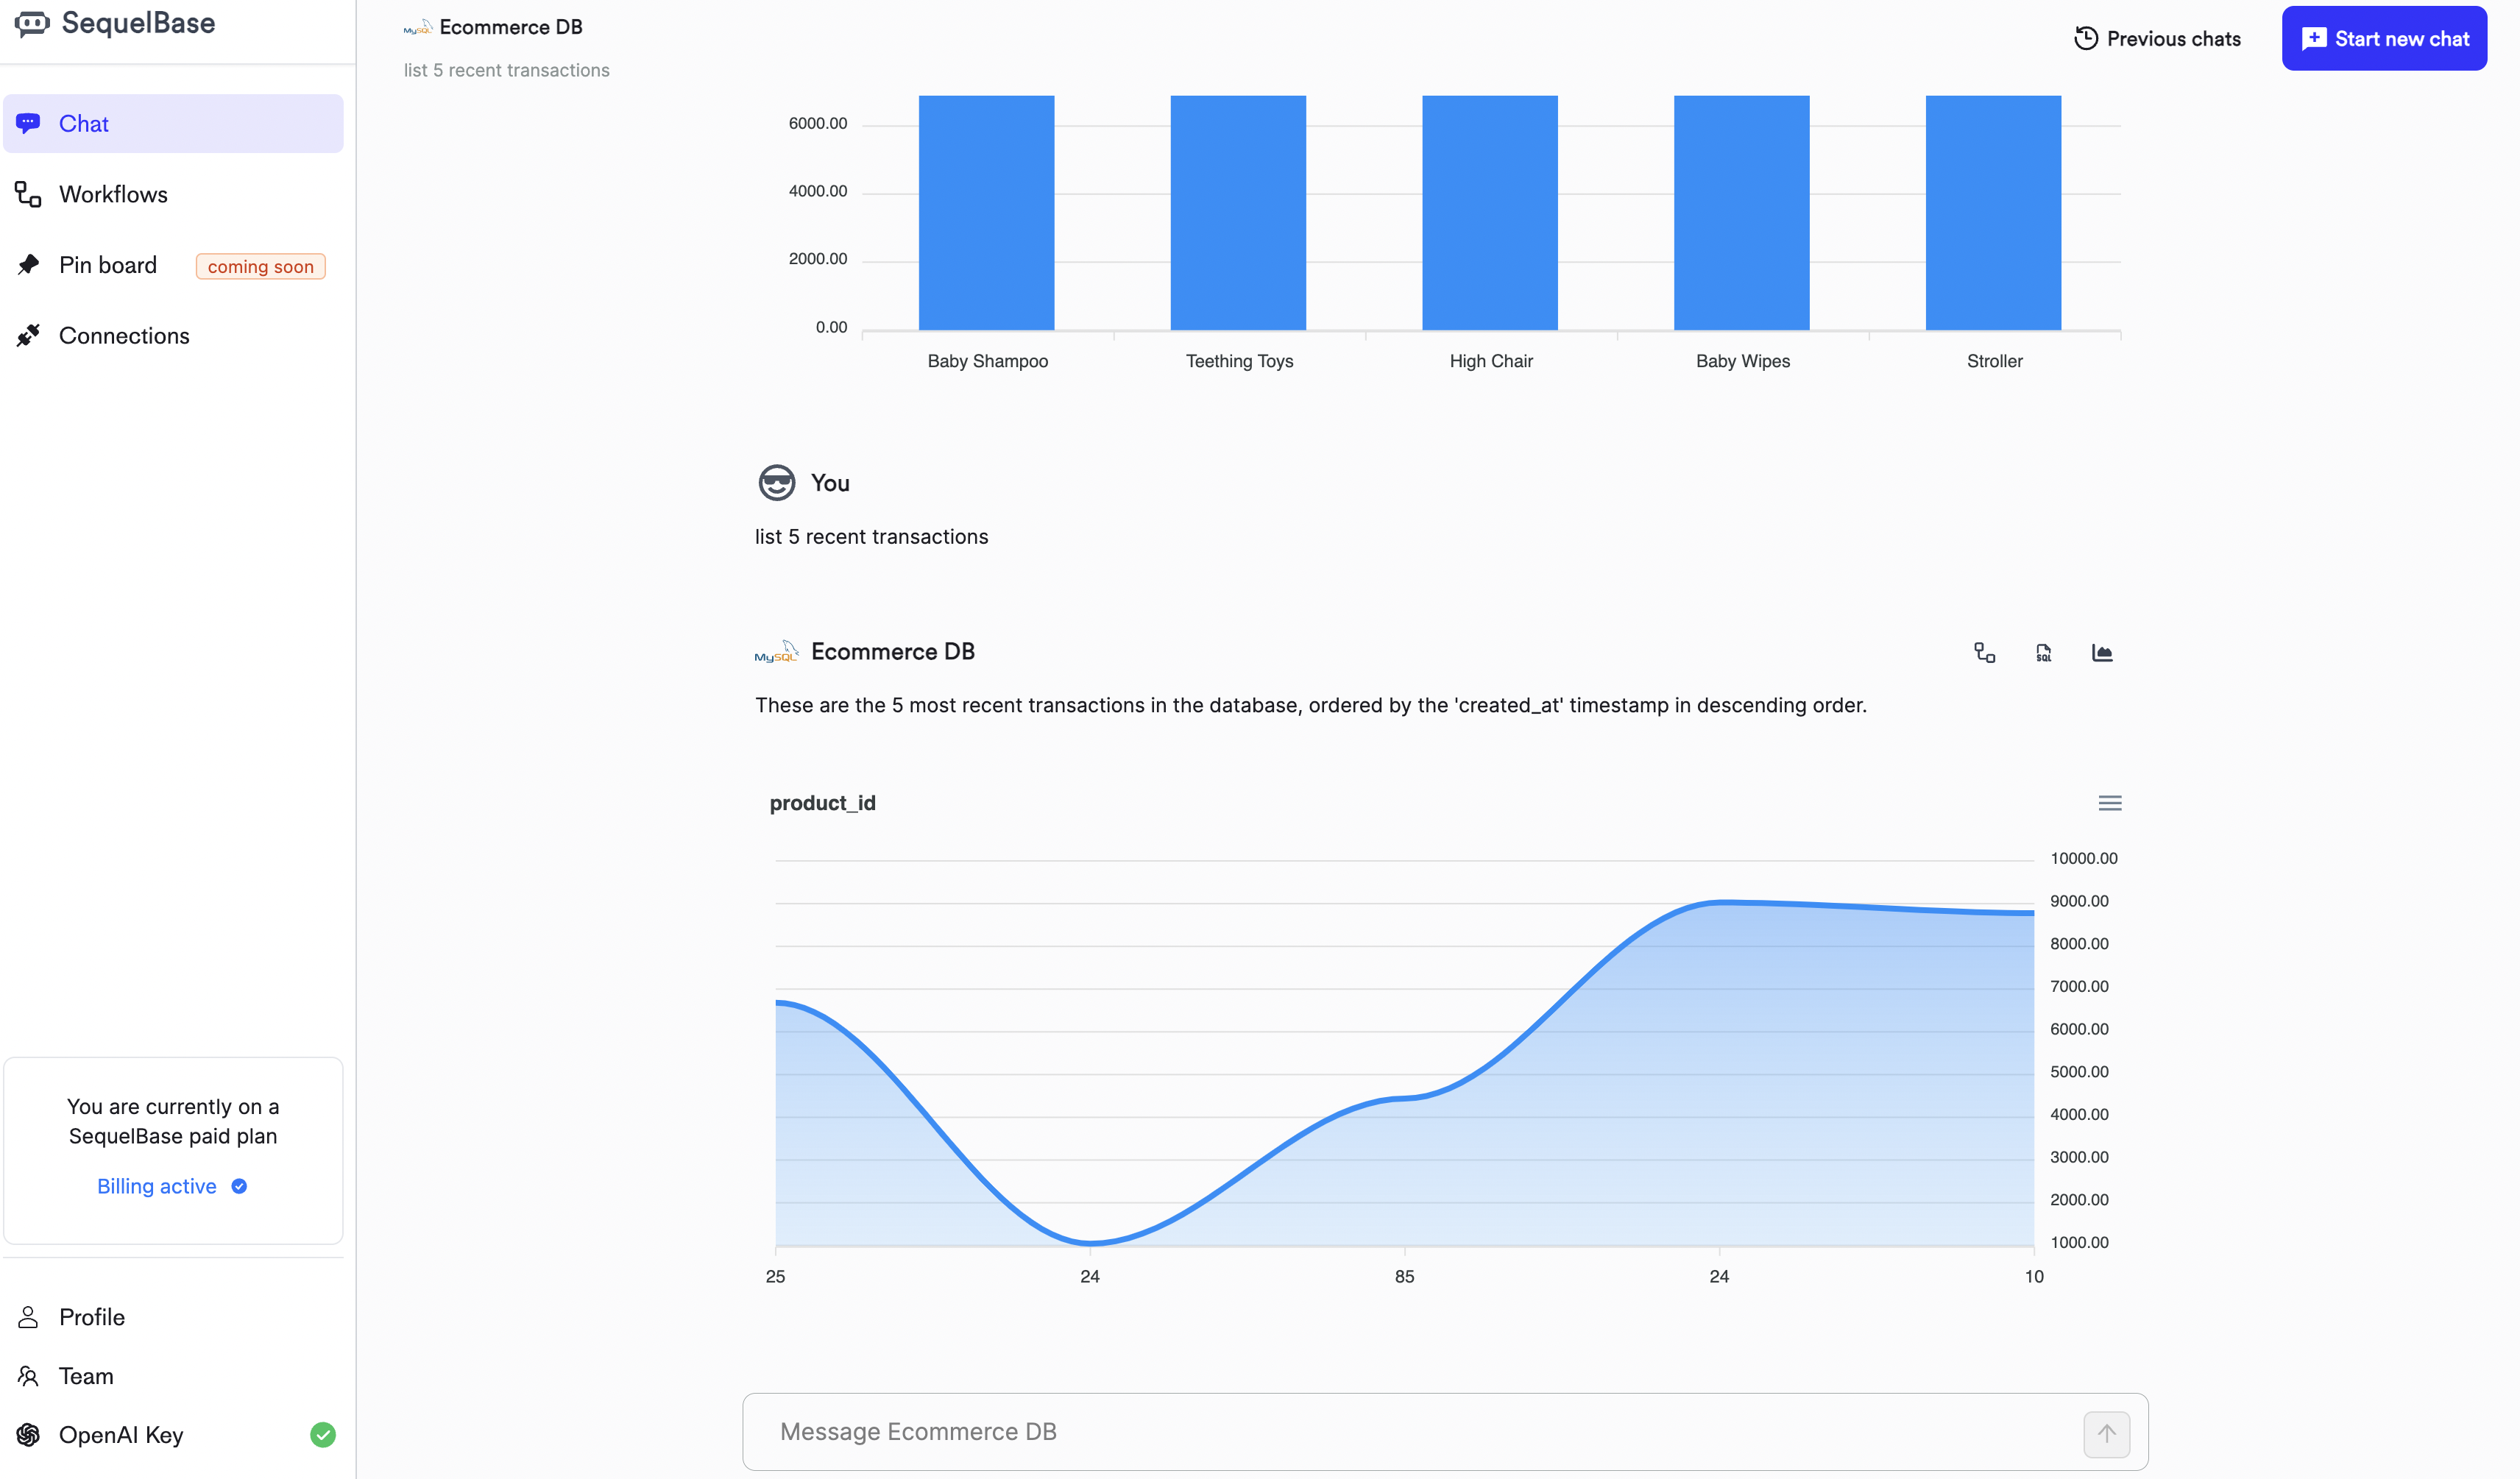 SequelBase
Chat
Workflows
Pin board
coming soon
Connections
You are currently on a
SequelBase paid plan
Billing active
Profile
Team
OpenAI Key
MySQL Ecommerce DB
list 5 recent transactions
Previous chats
Start new chat
6000.00
4000.00
2000.00
0.00
Baby Shampoo Teething Toys High Chair Baby Wipes Stroller
You
list 5 recent transactions
MySQL Ecommerce DB
SQL
These are the 5 most recent transactions in the database, ordered by the 'created_at' timestamp in descending order.
product_id
10000.00
9000.00
8000.00
7000.00
6000.00
5000.00
4000.00
3000.00
2000.00
1000.00
25 24 85 24 10
Message Ecommerce DB